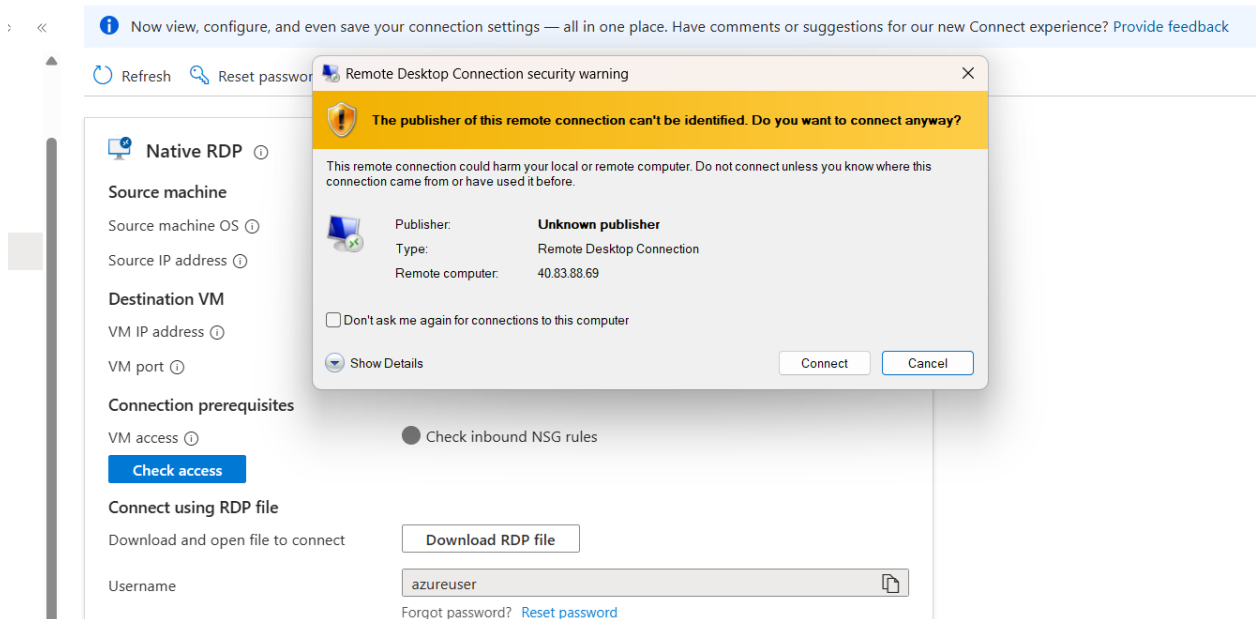 Now view, configure, and even save your connection settings — all in one place. Have comments or suggestions for our new Connect experience? Provide feedback
Refresh Reset passwor
Remote Desktop Connection security warning
The publisher of this remote connection can't be identified. Do you want to connect anyway?
This remote connection could harm your local or remote computer. Do not connect unless you know where this
connection came from or have used it before.
Publisher: Unknown publisher
Type: Remote Desktop Connection
Remote computer: 40.83.88.69
Don't ask me again for connections to this computer
Show Details Connect Cancel
Native RDP
Source machine
Source machine OS
Source IP address
Destination VM
VM IP address
VM port
Connection prerequisites
VM access Check inbound NSG rules
Check access
Connect using RDP file
Download and open file to connect Download RDP file
Username azureuser
Forgot password? Reset password